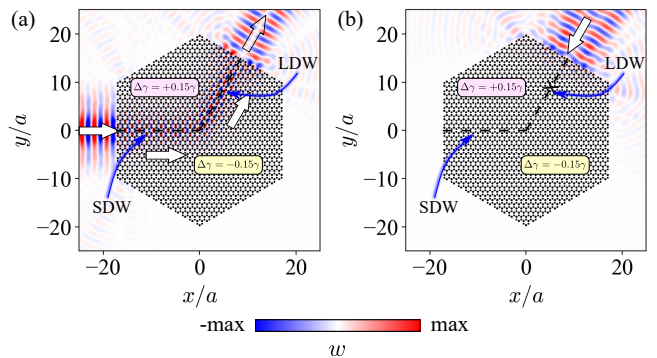 (a)
(b)
y/a
20
10
0
−10
−20
Δγ = +0.15γ
Δγ = −0.15γ
LDW
SDW
−20
0
20
x/a
y/a
20
10
0
−10
−20
Δγ = +0.15γ
Δγ = −0.15γ
LDW
SDW
−20
0
20
x/a
-max
max
w